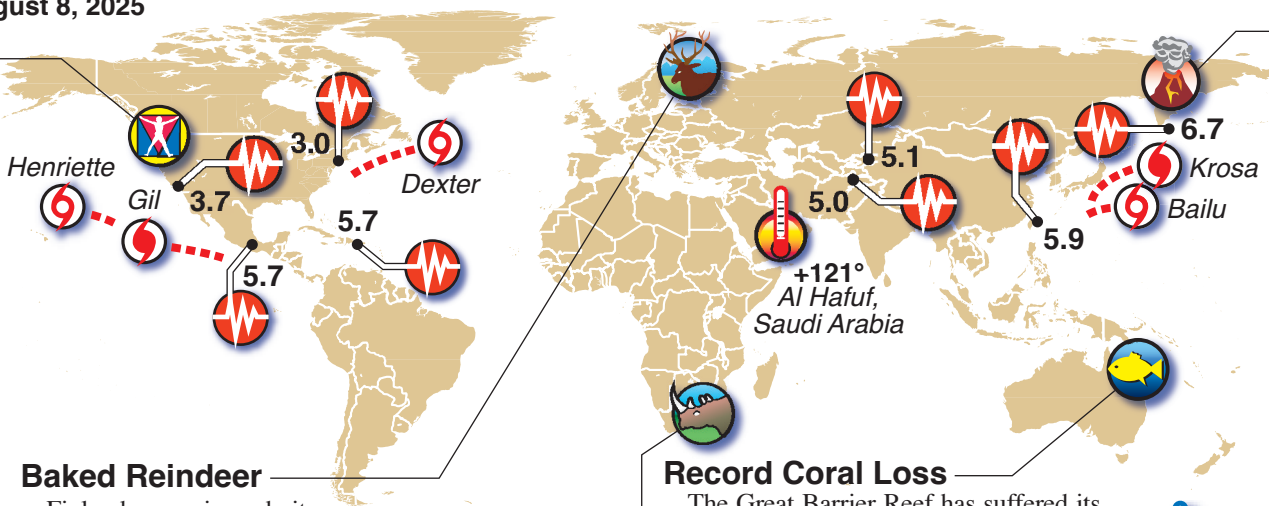 gust 8, 2025
Henriette
Gil
3.7
3.0
Dexter
5.7
5.7
5.1
5.0
6.7
Krosa
Bailu
5.9
+121°
Al Hafuf,
Saudi Arabia
Baked Reindeer
Record Coral Loss
The Great Barrier Reef has suffered its